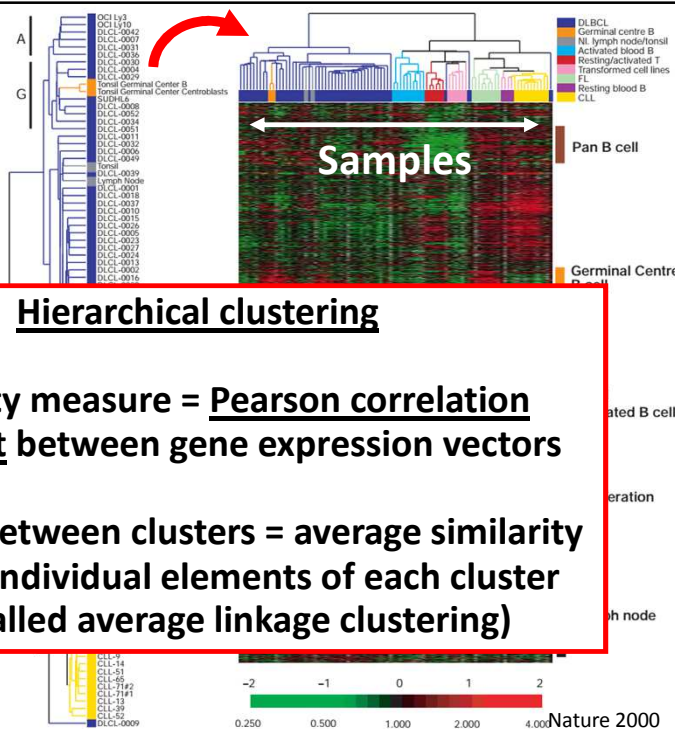 OCI Ly3
OCI Ly10
DLCL-0042
DLCL-0007
DLCL-0031
DLCL-0036
DLCL-0030
DLCL-0004
DLCL-0029
Tonsil Germinal Center B
Tonsil Germinal Center Centroblasts
SUDHL6
DLCL-0008
DLCL-0052
DLCL-0034
DLCL-0051
DLCL-0011
DLCL-0032
DLCL-0006
DLCL-0049
Tonsil
DLCL-0039
Lymph Node
DLCL-0001
DLCL-0018
DLCL-0037
DLCL-0010
DLCL-0015
DLCL-0026
DLCL-0005
DLCL-0023
DLCL-0027
DLCL-0024
DLCL-0013
DLCL-0002
DLCL-0016
A
G
DLBCL
Germinal centre B
Nl. lymph node/tonsil
Activated blood B
Resting/activated T
Transformed cell lines
FL
Resting blood B
CLL
Samples
Pan B cell
Germinal Centre
B cell
Hierarchical clustering
ty measure = Pearson correlation
t between gene expression vectors
between clusters = average similarity
individual elements of each cluster
alled average linkage clustering)
ated B cell
eration
h node
CLL-9
CLL-14
CLL-51
CLL-65
CLL-71#2
CLL-71#1
CLL-13
CLL-39
CLL-52
DLCL-0009
-2 -1 0 1 2
0.250 0.500 1.000 2.000 4.000
Nature 2000